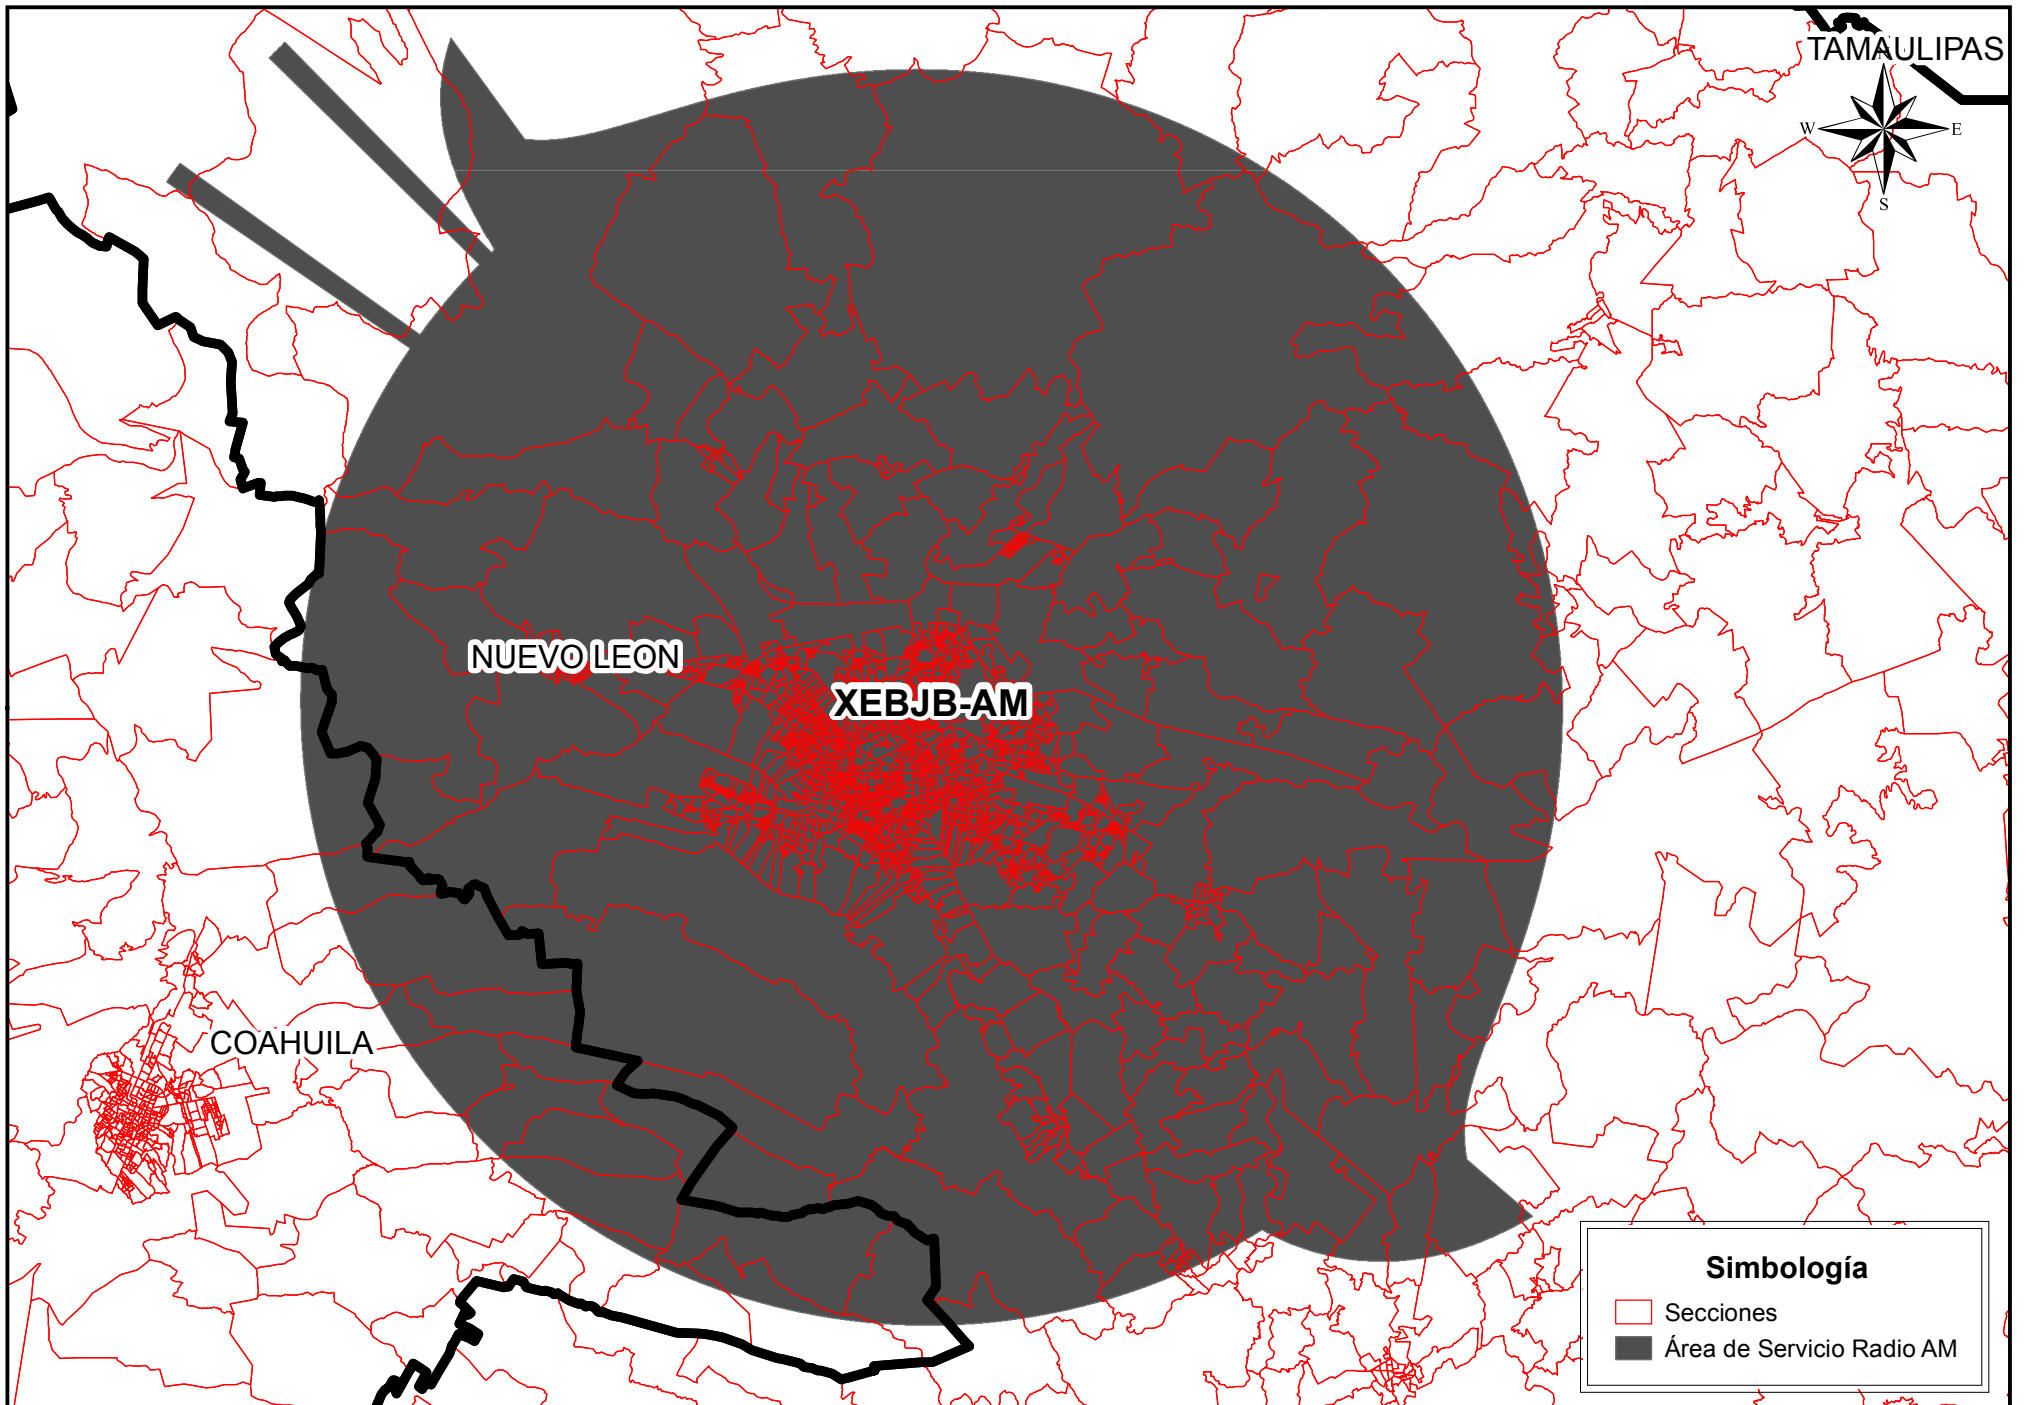 TAMAULIPAS
N
W
E
S
NUEVO LEON
XEBJB-AM
COAHUILA
Simbología
Secciones
Área de Servicio Radio AM